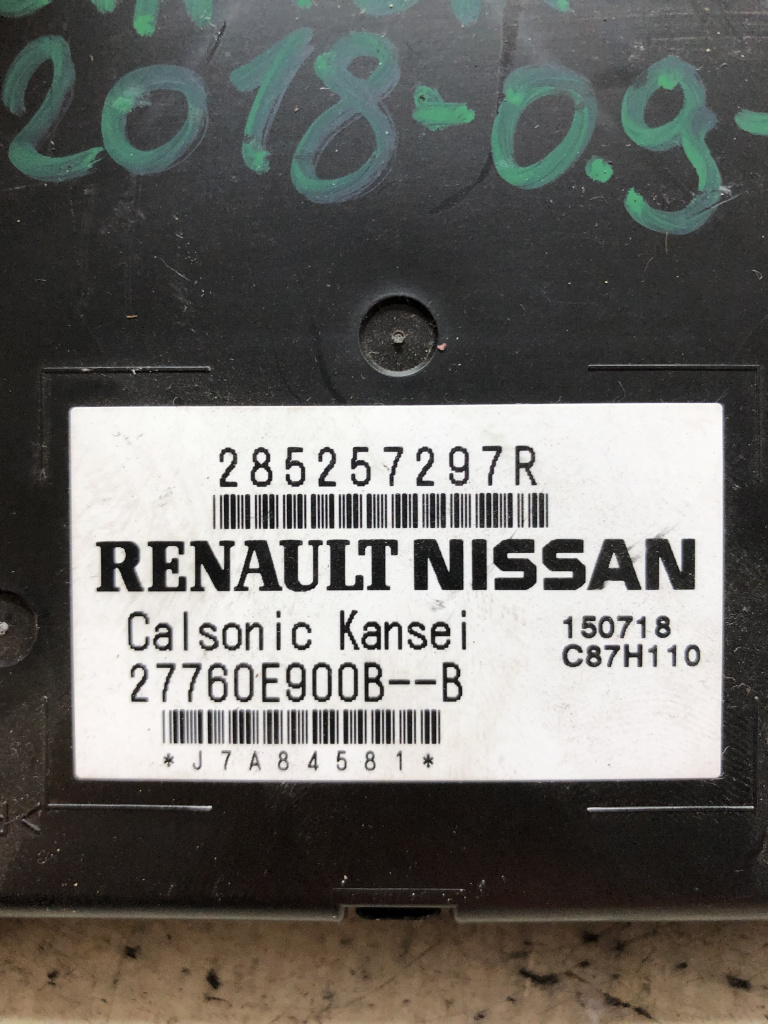 2018-0.9-
285257297R
RENAULT NISSAN
Calsonic Kansei
150718
C87H110
27760E900B--B
*J7A84581*